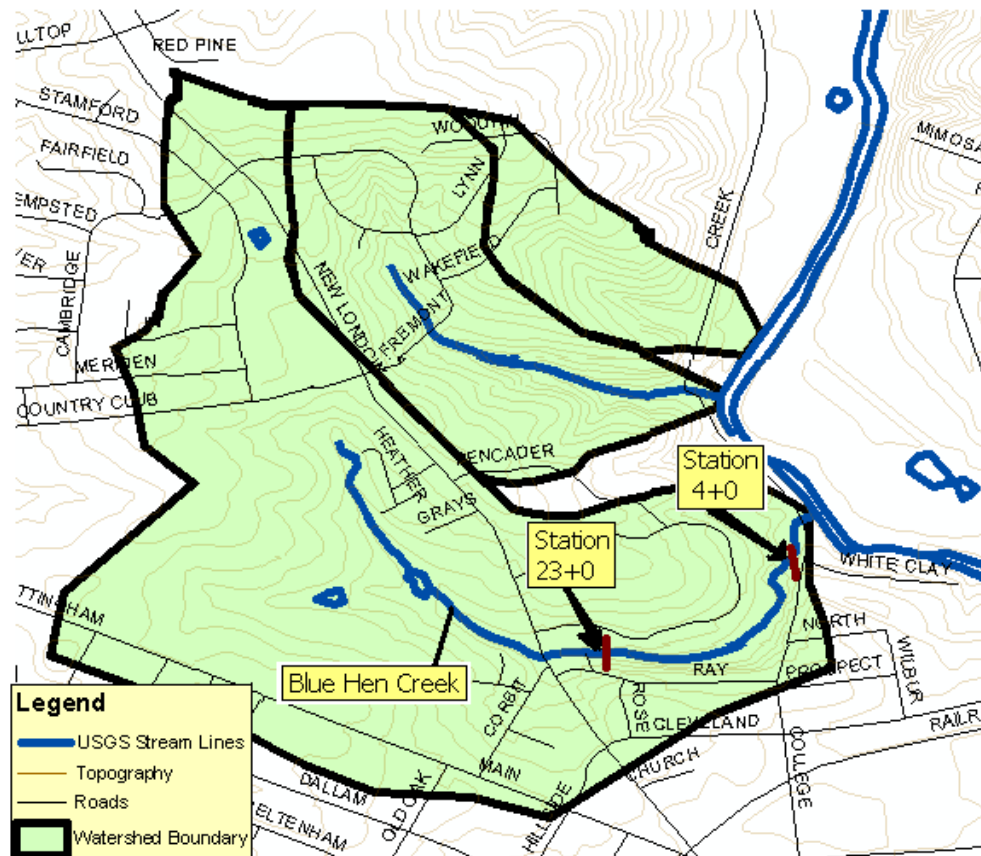 LLTOP
RED PINE
STAMFORD
FAIRFIELD
EMPSTED
CAMBRIDGE
MERIDEN
COUNTRY CLUB
LYNN
WAKEFIELD
FREMONT
NEW LONDON
CREEK
MIMOSA
HEATHER
GRAYS
PENCADER
Station
4+0
Station
23+0
WHITE CLAY
NORTH
PROSPECT
WILBUR
RAY
ROSE
CLEVELAND
RAILR
COLLEGE
CHURCH
CORBIT
MAIN
HILLSIDE
OLD OAK
DALLAM
ELTENHAM
TTINGHAM
Blue Hen Creek
Legend
USGS Stream Lines
Topography
Roads
Watershed Boundary